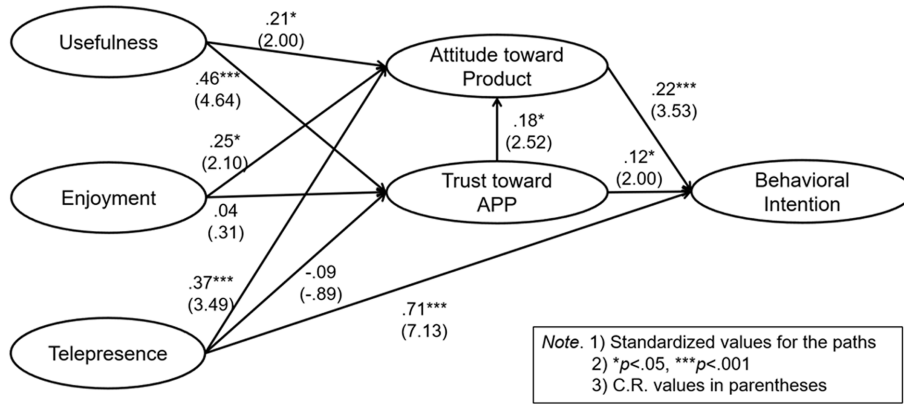 Usefulness
.21*
(2.00)
.46***
(4.64)
Attitude toward
Product
.22***
(3.53)
.18*
(2.52)
.25*
(2.10)
Enjoyment
.04
(.31)
Trust toward
APP
.12*
(2.00)
Behavioral
Intention
.37***
(3.49)
-.09
(-.89)
.71***
(7.13)
Telepresence
Note. 1) Standardized values for the paths
2) *p<.05, ***p<.001
3) C.R. values in parentheses